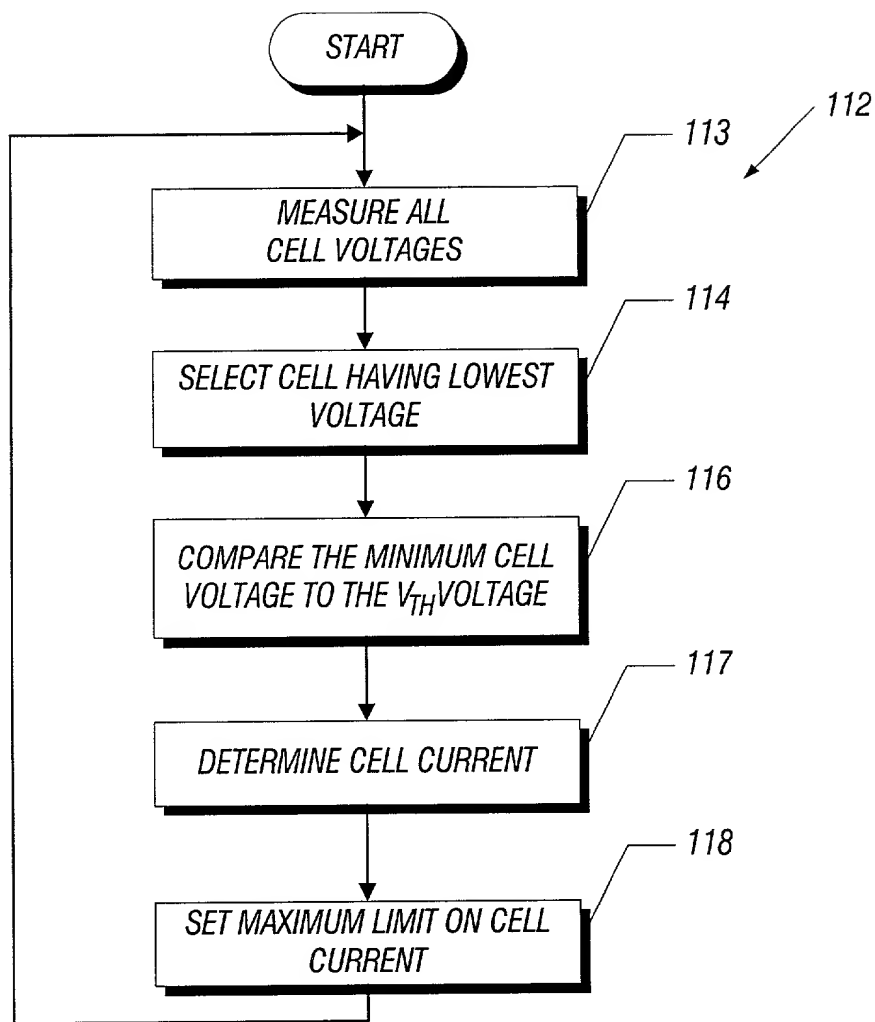 START
112
113
MEASURE ALL
CELL VOLTAGES
114
SELECT CELL HAVING LOWEST
VOLTAGE
116
COMPARE THE MINIMUM CELL
VOLTAGE TO THE VTH VOLTAGE
117
DETERMINE CELL CURRENT
118
SET MAXIMUM LIMIT ON CELL
CURRENT